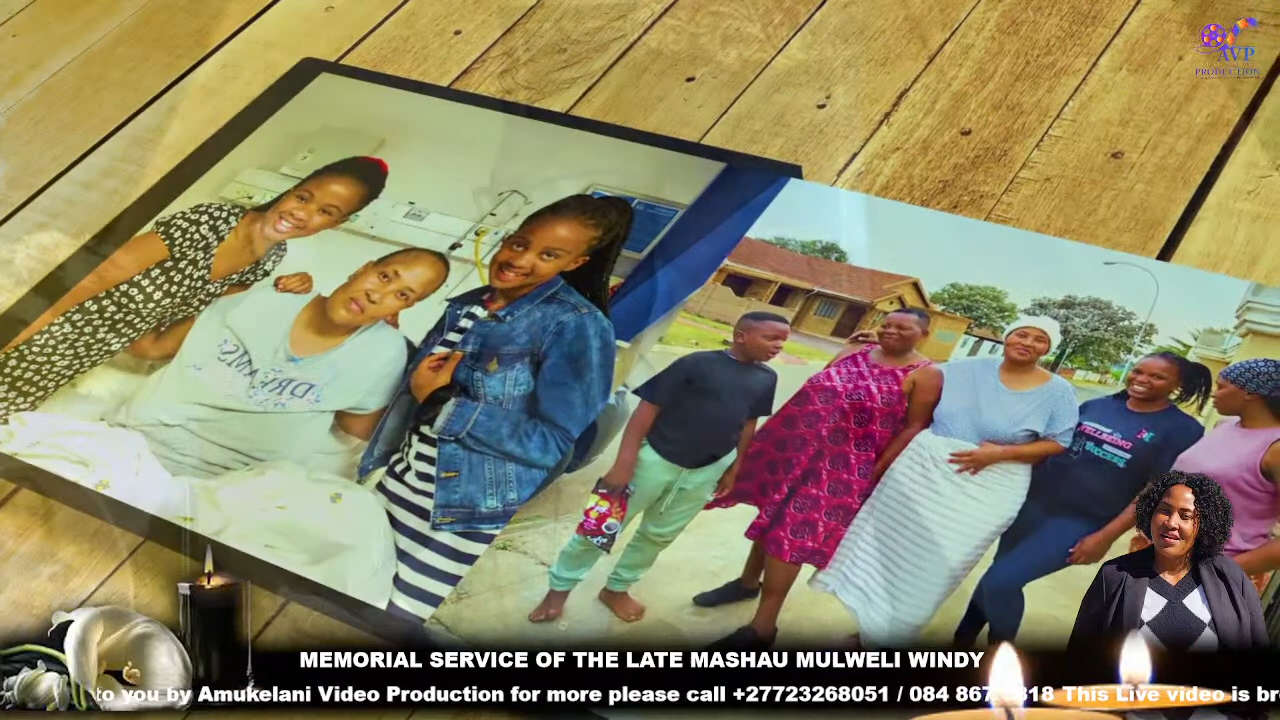 AVP
PRODUCTION
DREAMS
WELLBEING
SUCCESS
MEMORIAL SERVICE OF THE LATE MASHAU MULWELI WINDY
to you by Amukelani Video Production for more please call +27723268051 / 084 867 818 This Live video is br